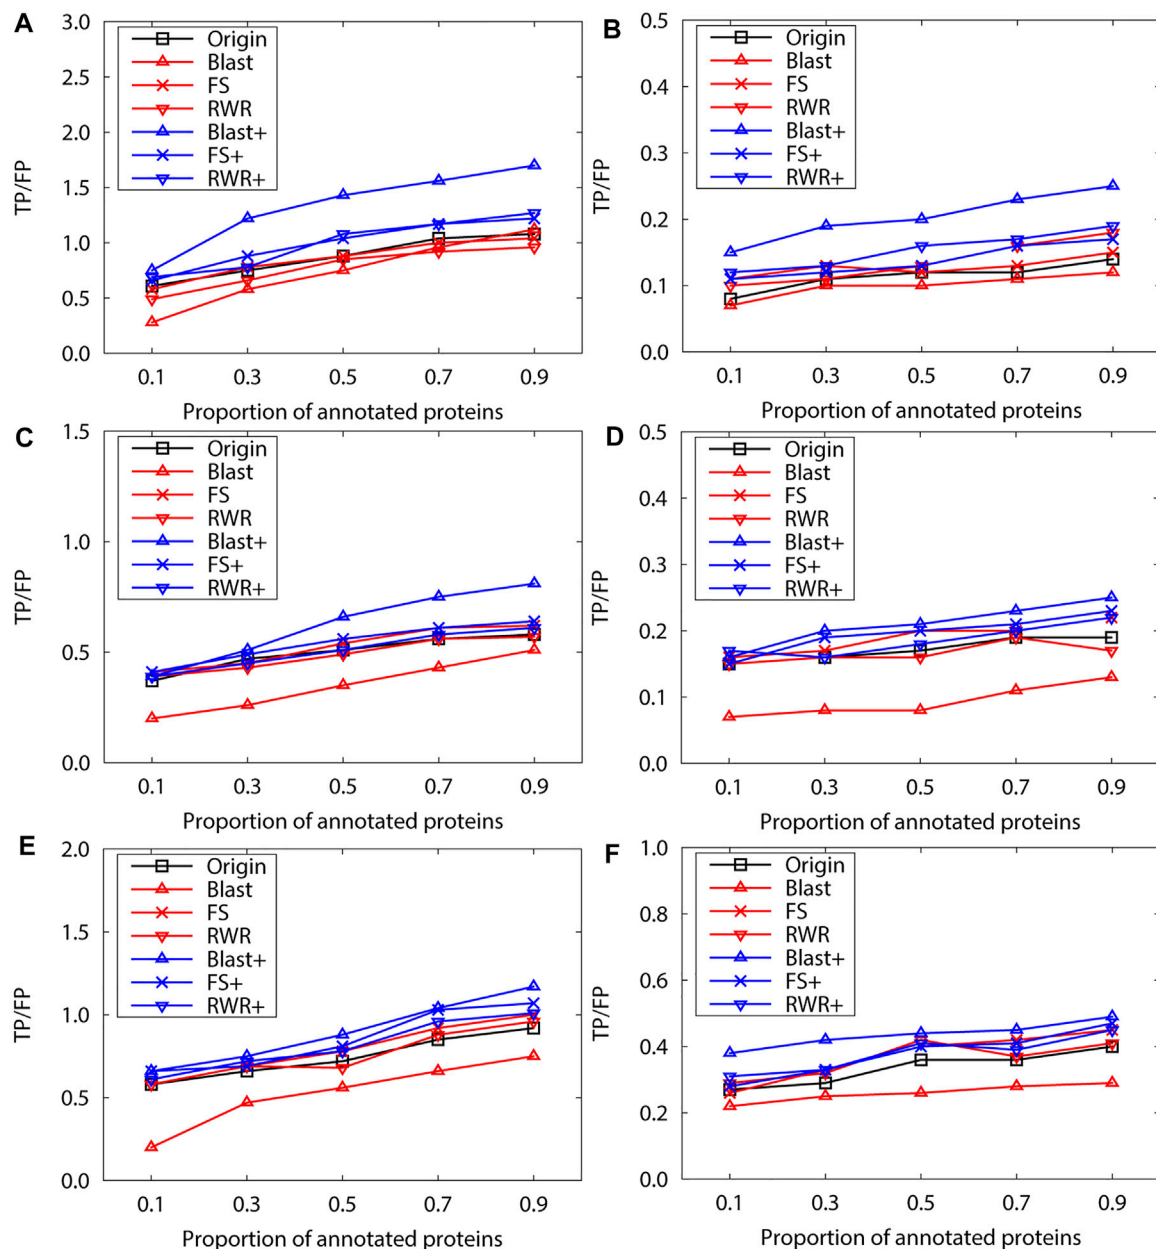 A
3.0
2.5
2.0
1.5
1.0
0.5
0.0
TP/FP
Origin
Blast
FS
RWR
Blast+
FS+
RWR+
0.1 0.3 0.5 0.7 0.9
Proportion of annotated proteins
B
0.5
0.4
0.3
0.2
0.1
0.0
TP/FP
Origin
Blast
FS
RWR
Blast+
FS+
RWR+
0.1 0.3 0.5 0.7 0.9
Proportion of annotated proteins
C
1.5
1.0
0.5
0.0
TP/FP
Origin
Blast
FS
RWR
Blast+
FS+
RWR+
0.1 0.3 0.5 0.7 0.9
Proportion of annotated proteins
D
0.5
0.4
0.3
0.2
0.1
0.0
TP/FP
Origin
Blast
FS
RWR
Blast+
FS+
RWR+
0.1 0.3 0.5 0.7 0.9
Proportion of annotated proteins
E
2.0
1.5
1.0
0.5
0.0
TP/FP
Origin
Blast
FS
RWR
Blast+
FS+
RWR+
0.1 0.3 0.5 0.7 0.9
Proportion of annotated proteins
F
1.0
0.8
0.6
0.4
0.2
0.0
TP/FP
Origin
Blast
FS
RWR
Blast+
FS+
RWR+
0.1 0.3 0.5 0.7 0.9
Proportion of annotated proteins